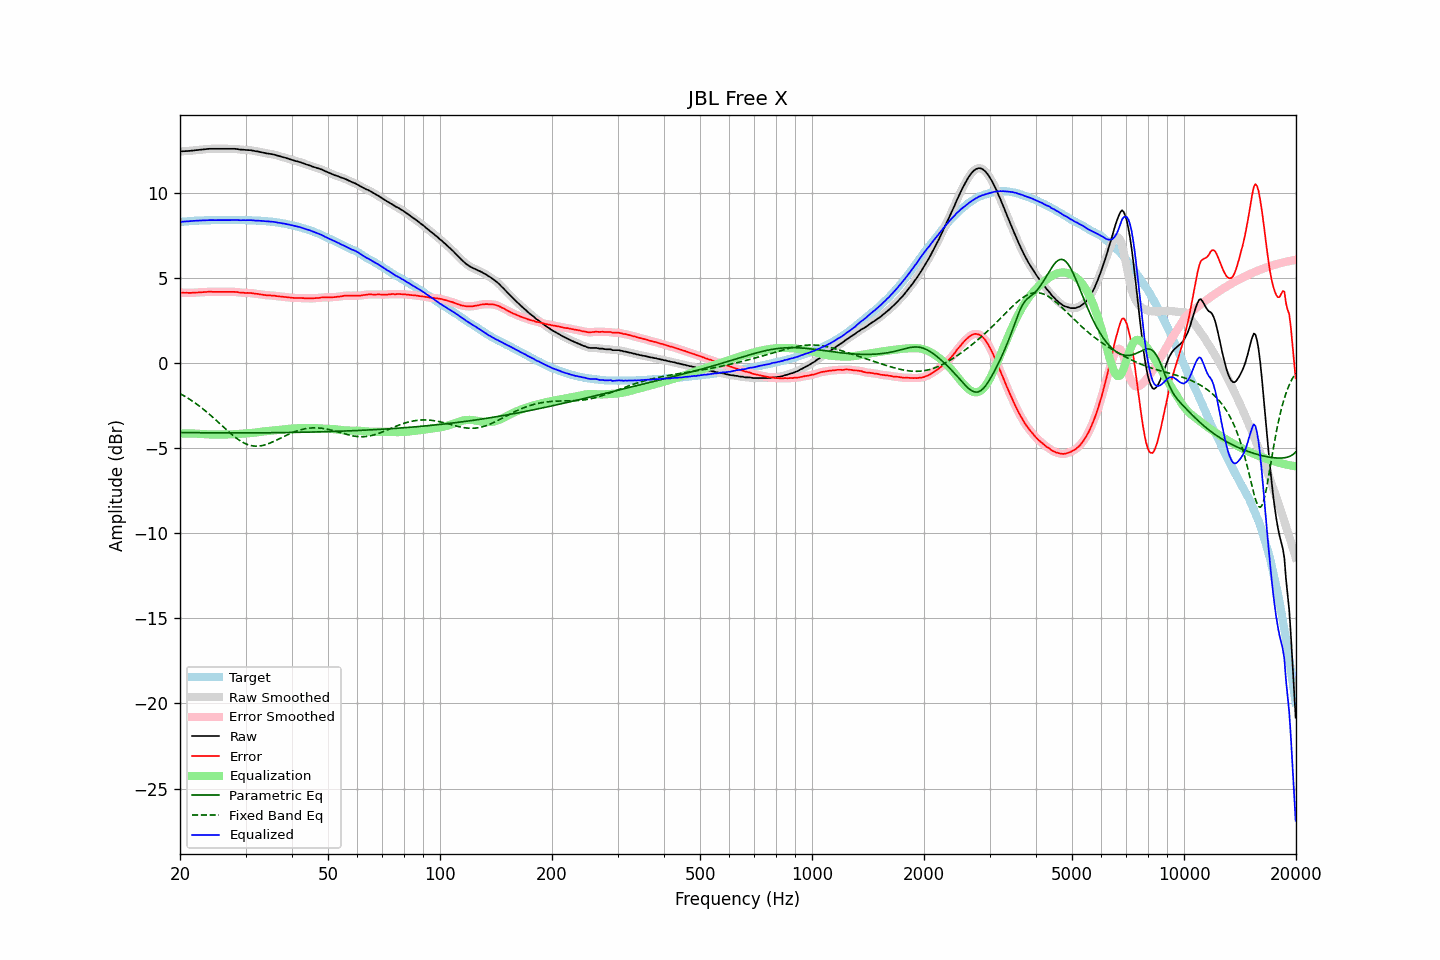 JBL Free X
Amplitude (dBr)
10
5
0
−5
−10
−15
−20
−25
Target
Raw Smoothed
Error Smoothed
Raw
Error
Equalization
Parametric Eq
Fixed Band Eq
Equalized
20 50 100 200 500 1000 2000 5000 10000 20000
Frequency (Hz)